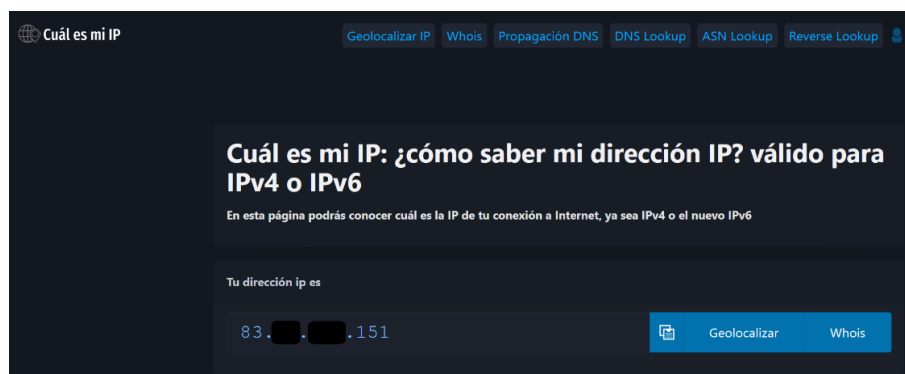 Cuál es mi IP
Geolocalizar IP Whois Propagación DNS DNS Lookup ASN Lookup Reverse Lookup
Cuál es mi IP: ¿cómo saber mi dirección IP? válido para
IPv4 o IPv6
En esta página podrás conocer cuál es la IP de tu conexión a Internet, ya sea IPv4 o el nuevo IPv6
Tu dirección ip es
83. . .151
Geolocalizar Whois